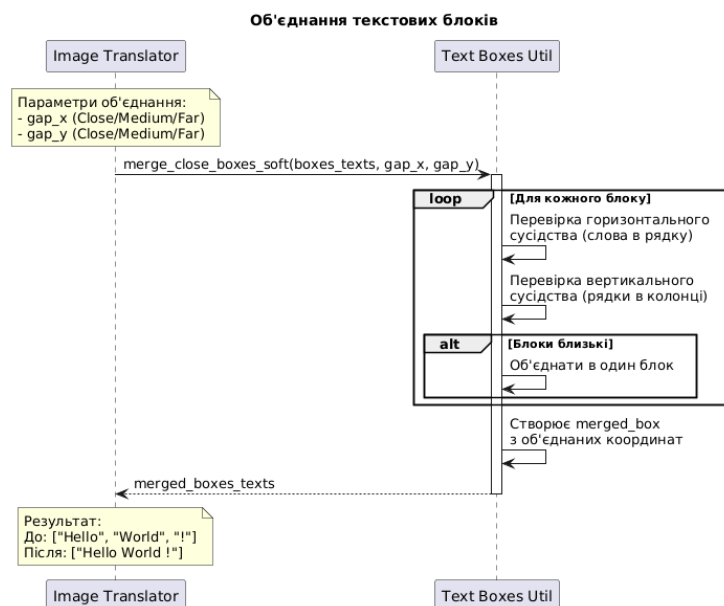 Об'єднання текстових блоків
Image Translator
Text Boxes Util
Параметри об'єднання:
- gap_x (Close/Medium/Far)
- gap_y (Close/Medium/Far)
merge_close_boxes_soft(boxes_texts, gap_x, gap_y)
loop
[Для кожного блоку]
Перевірка горизонтального
сусідства (слова в рядку)
Перевірка вертикального
сусідства (рядки в колонці)
alt
[Блоки близькі]
Об'єднати в один блок
Створює merged_box
з об'єднаних координат
merged_boxes_texts
Результат:
До: ["Hello", "World", "!"]
Після: ["Hello World !"]
Image Translator
Text Boxes Util